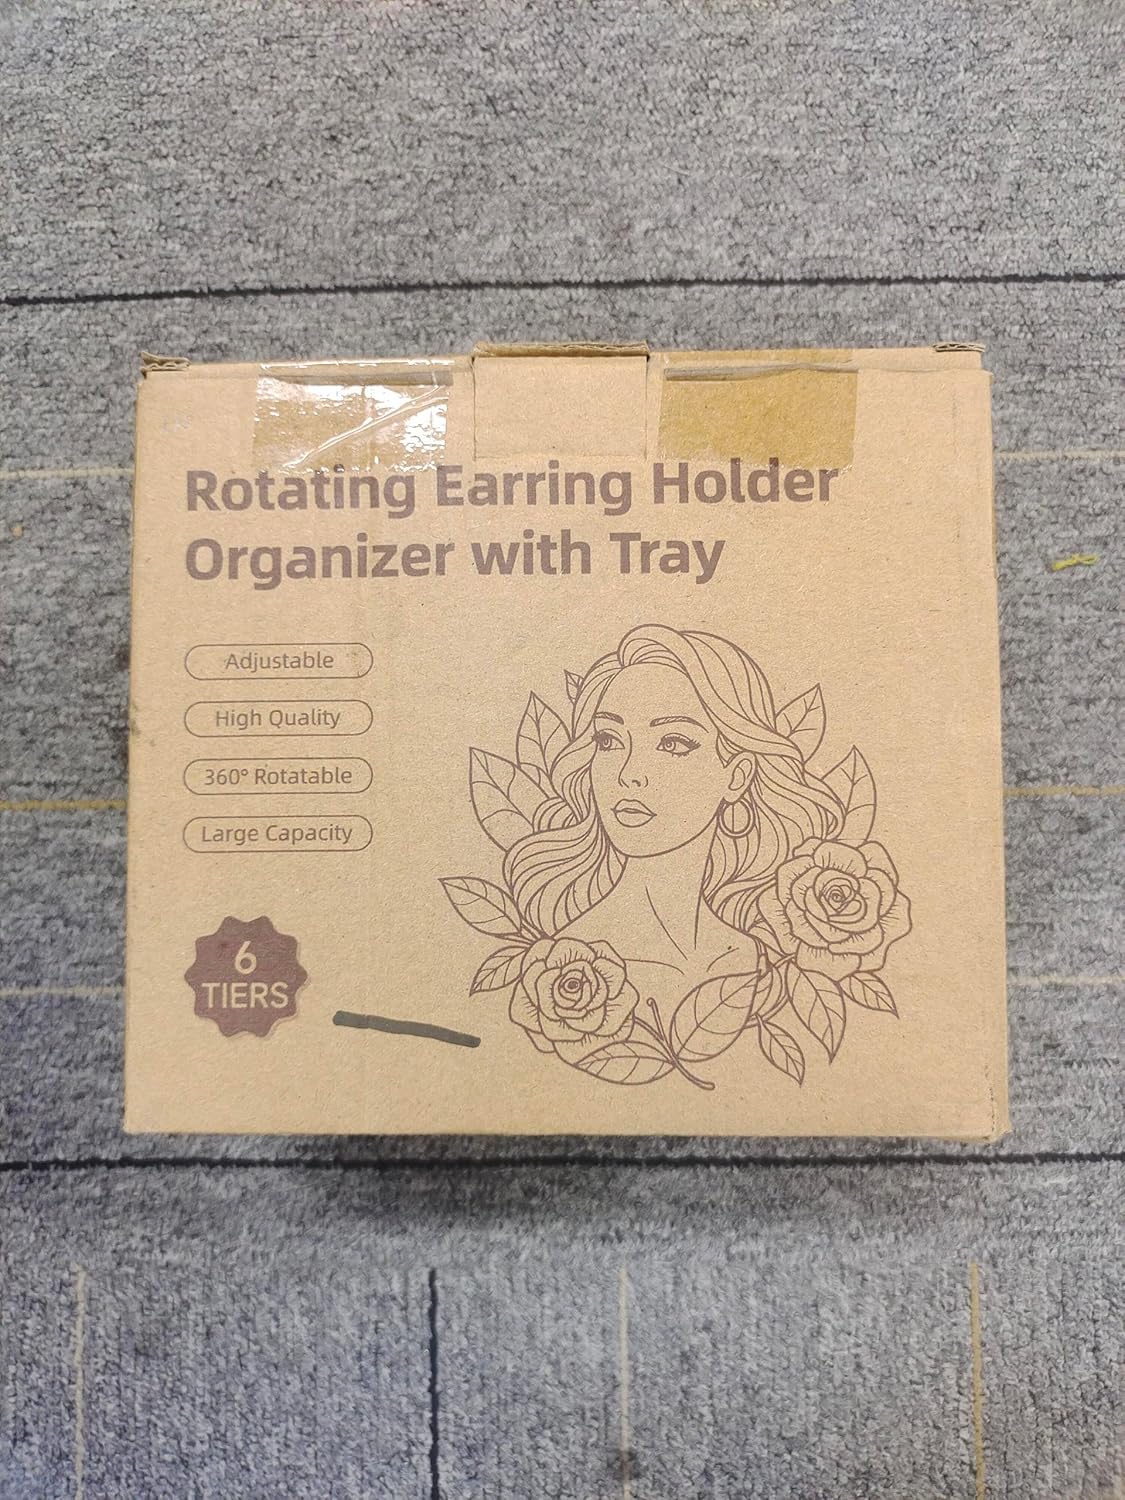 Rotating Earring Holder
Organizer with Tray
Adjustable
High Quality
360° Rotatable
Large Capacity
6
TIERS